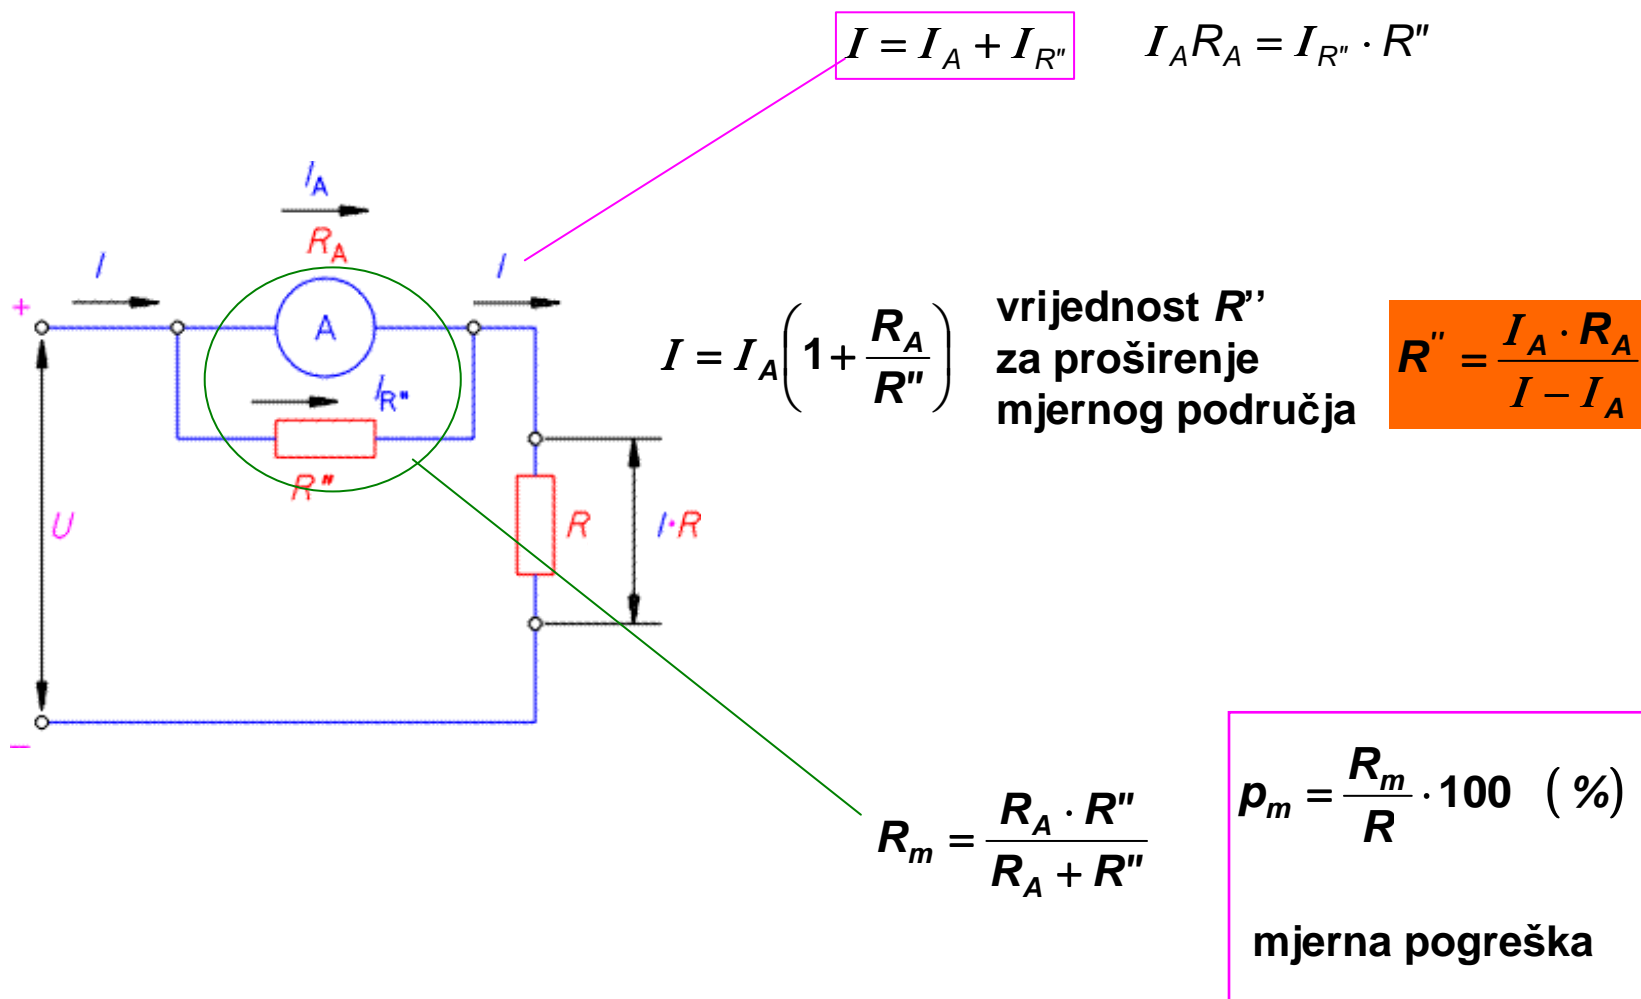 I = I_A + I_R"
I_A R_A = I_R" · R"
I_A
R_A
I
I
+
A
I_R"
R"
U
R
I·R
–
I = I_A (1 + R_A / R")
vrijednost R’’
za proširenje
mjernog područja
R" = I_A · R_A / I − I_A
R_m = R_A · R" / R_A + R"
p_m = R_m / R · 100 ( %)
mjerna pogreška